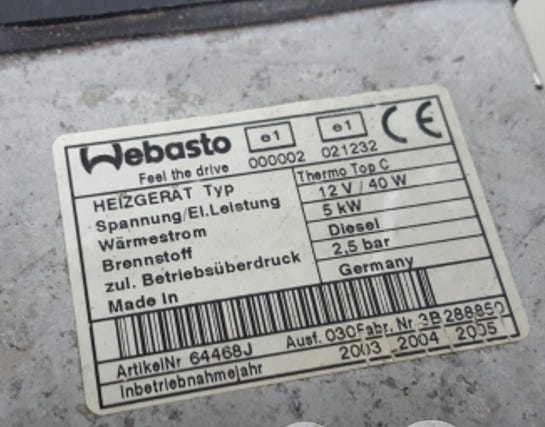 Webasto e1 e1 CE
Feel the drive 000002 021232
HEIZGERÄT Typ Thermo Top C
Spannung/El.Leistung 12 V / 40 W
Wärmestrom 5 kW
Brennstoff Diesel
zul. Betriebsüberdruck 2,5 bar
Made in Germany
ArtikelNr 64468J Ausf. 030 Fabr. Nr. 3B 288850
Inbetriebnahmejahr 2003 2004 2005